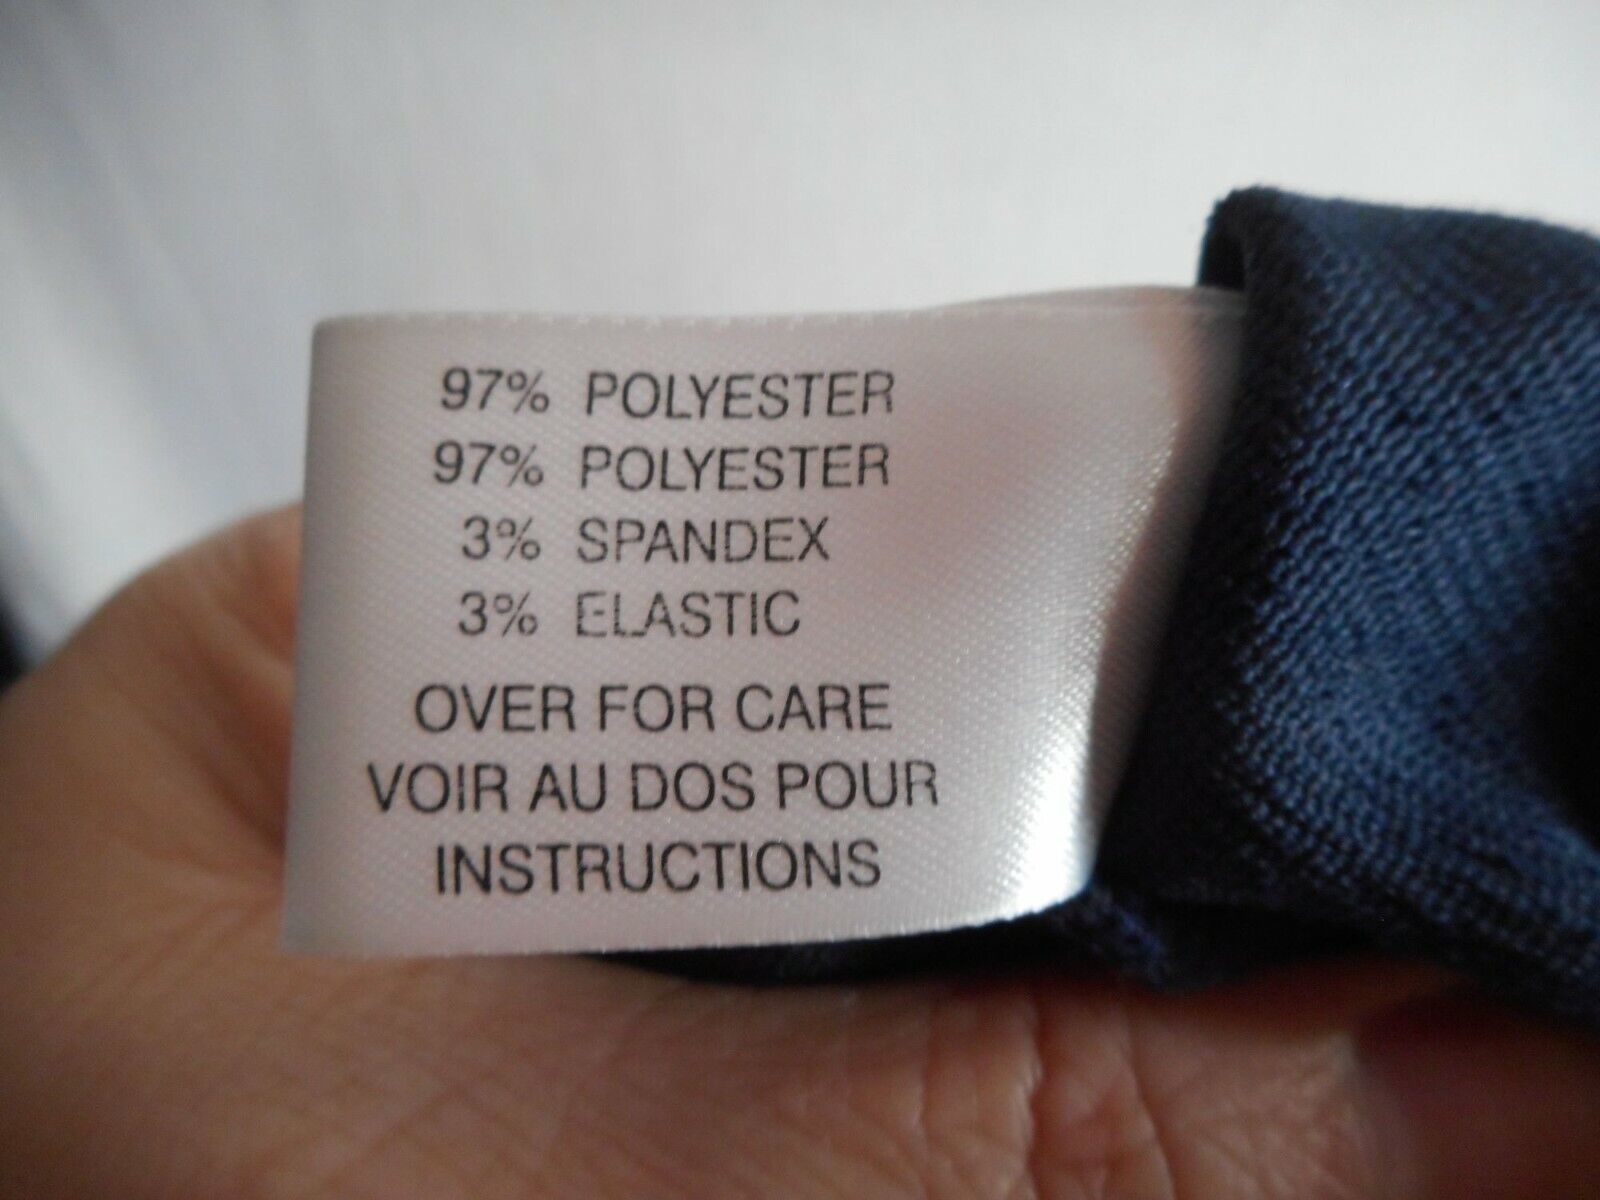 97% POLYESTER
97% POLYESTER
3% SPANDEX
3% ELASTIC
OVER FOR CARE
VOIR AU DOS POUR
INSTRUCTIONS